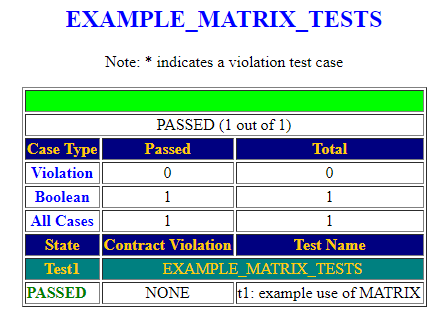 EXAMPLE_MATRIX_TESTS
Note: * indicates a violation test case
PASSED (1 out of 1)
Case Type Passed Total
Violation 0 0
Boolean 1 1
All Cases 1 1
State Contract Violation Test Name
Test1 EXAMPLE_MATRIX_TESTS
PASSED NONE t1: example use of MATRIX